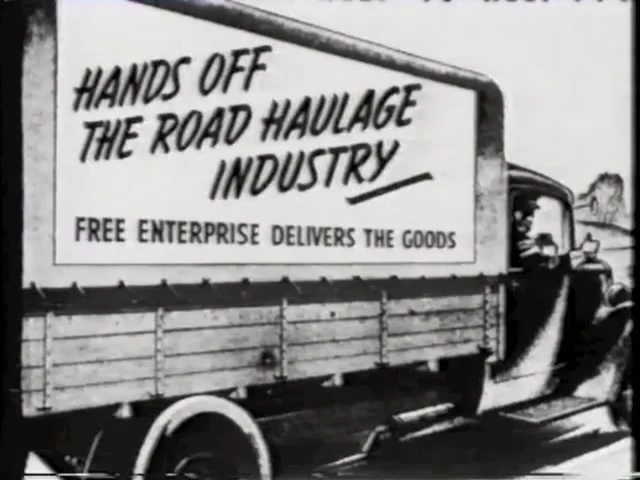 HANDS OFF
THE ROAD HAULAGE
INDUSTRY
FREE ENTERPRISE DELIVERS THE GOODS